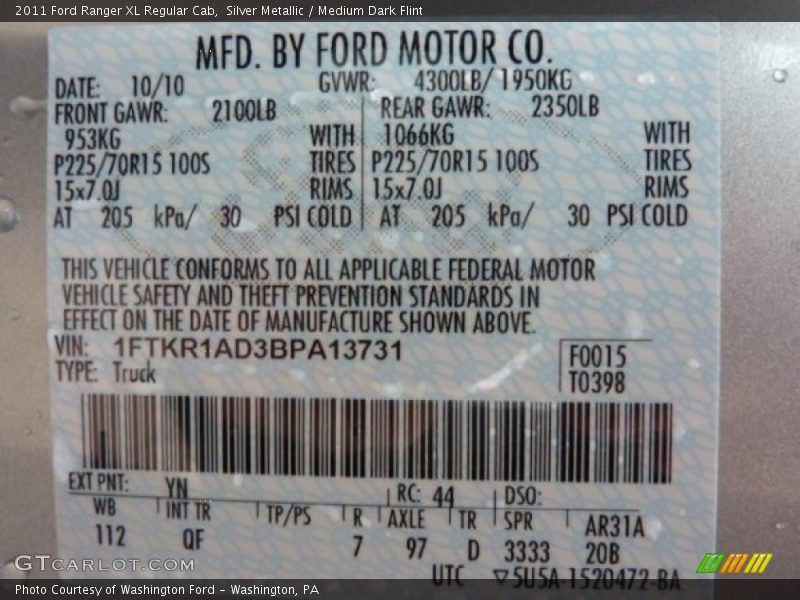 2011 Ford Ranger XL Regular Cab, Silver Metallic / Medium Dark Flint
MFD. BY FORD MOTOR CO.
DATE: 10/10 GVWR: 4300LB/1950KG
FRONT GAWR: 2100LB REAR GAWR: 2350LB
953KG WITH 1066KG WITH
P225/70R15 100S TIRES P225/70R15 100S TIRES
15x7.0J RIMS 15x7.0J RIMS
AT 205 kPa/ 30 PSI COLD AT 205 kPa/ 30 PSI COLD
THIS VEHICLE CONFORMS TO ALL APPLICABLE FEDERAL MOTOR
VEHICLE SAFETY AND THEFT PREVENTION STANDARDS IN
EFFECT ON THE DATE OF MANUFACTURE SHOWN ABOVE.
VIN: 1FTKR1AD3BPA13731 F0015
TYPE: Truck T0398
EXT PNT: YN RC: 44 DSO:
WB INT TR TP/PS R AXLE TR SPR AR31A
112 QF 7 97 D 3333 20B
UTC ▽5U5A-1520472-BA
GTCARLOT.COM
Photo Courtesy of Washington Ford – Washington, PA